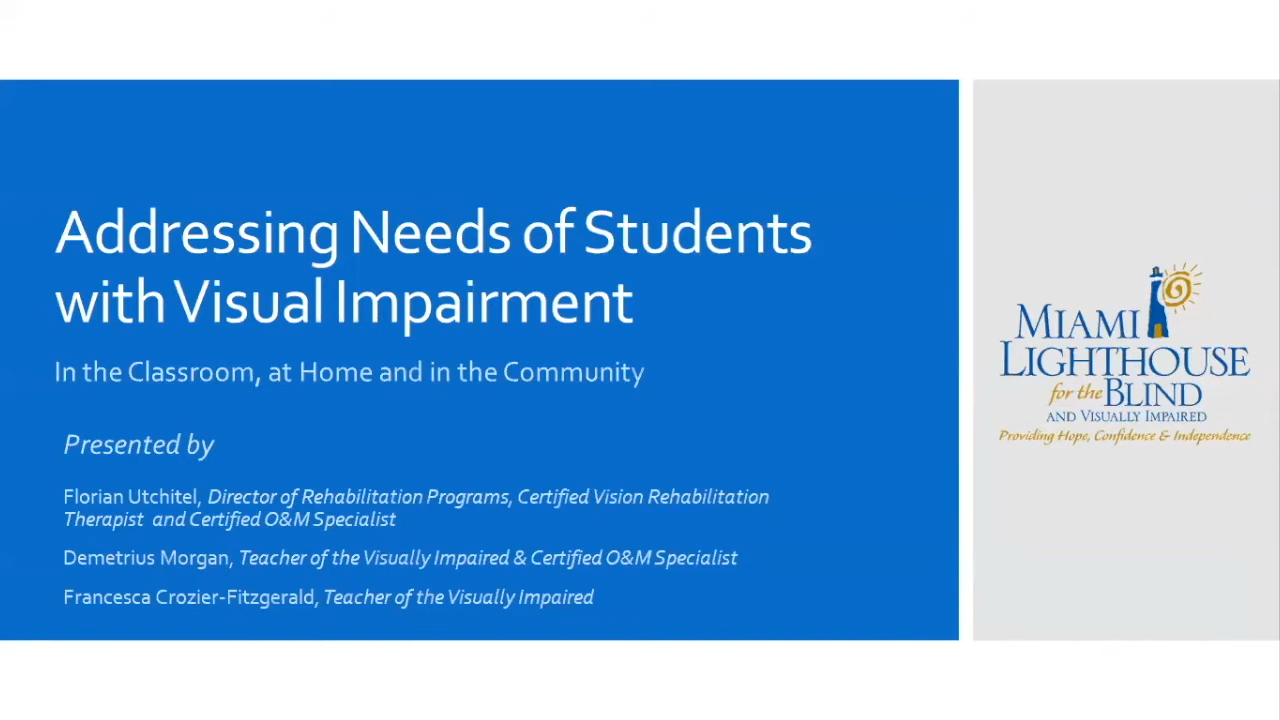 Addressing Needs of Students
with Visual Impairment
In the Classroom, at Home and in the Community
Presented by
Florian Utchitel, Director of Rehabilitation Programs, Certified Vision Rehabilitation
Therapist and Certified O&M Specialist
Demetrius Morgan, Teacher of the Visually Impaired & Certified O&M Specialist
Francesca Crozier-Fitzgerald, Teacher of the Visually Impaired
MIAMI
LIGHTHOUSE
for the BLIND
AND VISUALLY IMPAIRED
Providing Hope, Confidence & Independence